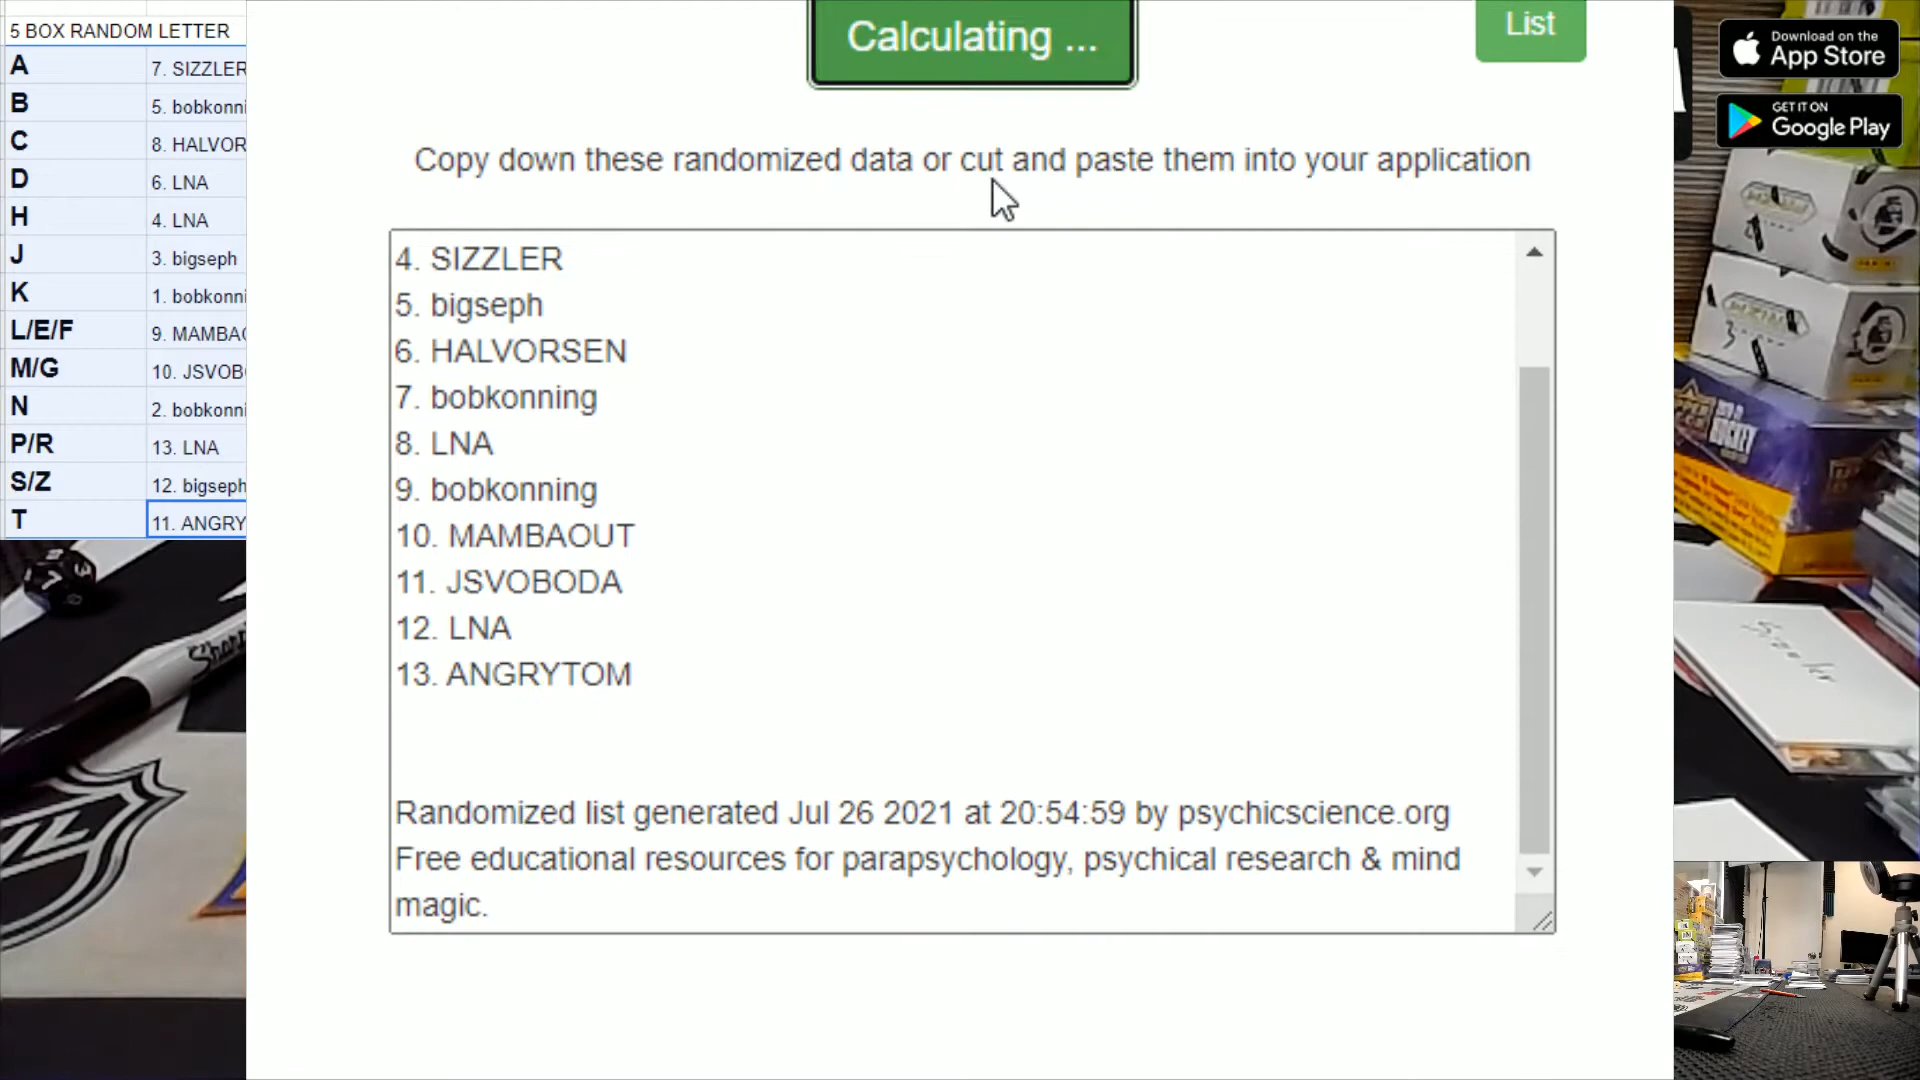 5 BOX RANDOM LETTER
A 7. SIZZLER
B 5. bobkonni
C 8. HALVOR
D 6. LNA
H 4. LNA
J 3. bigseph
K 1. bobkonni
L/E/F 9. MAMBAO
M/G 10. JSVOB
N 2. bobkonni
P/R 13. LNA
S/Z 12. bigseph
T 11. ANGRY
Calculating ...
List
Copy down these randomized data or cut and paste them into your application
4. SIZZLER
5. bigseph
6. HALVORSEN
7. bobkonning
8. LNA
9. bobkonning
10. MAMBAOUT
11. JSVOBODA
12. LNA
13. ANGRYTOM
Randomized list generated Jul 26 2021 at 20:54:59 by psychicscience.org
Free educational resources for parapsychology, psychical research & mind
magic.
Download on the
App Store
GET IT ON
Google Play
HOCKEY
Sizzler